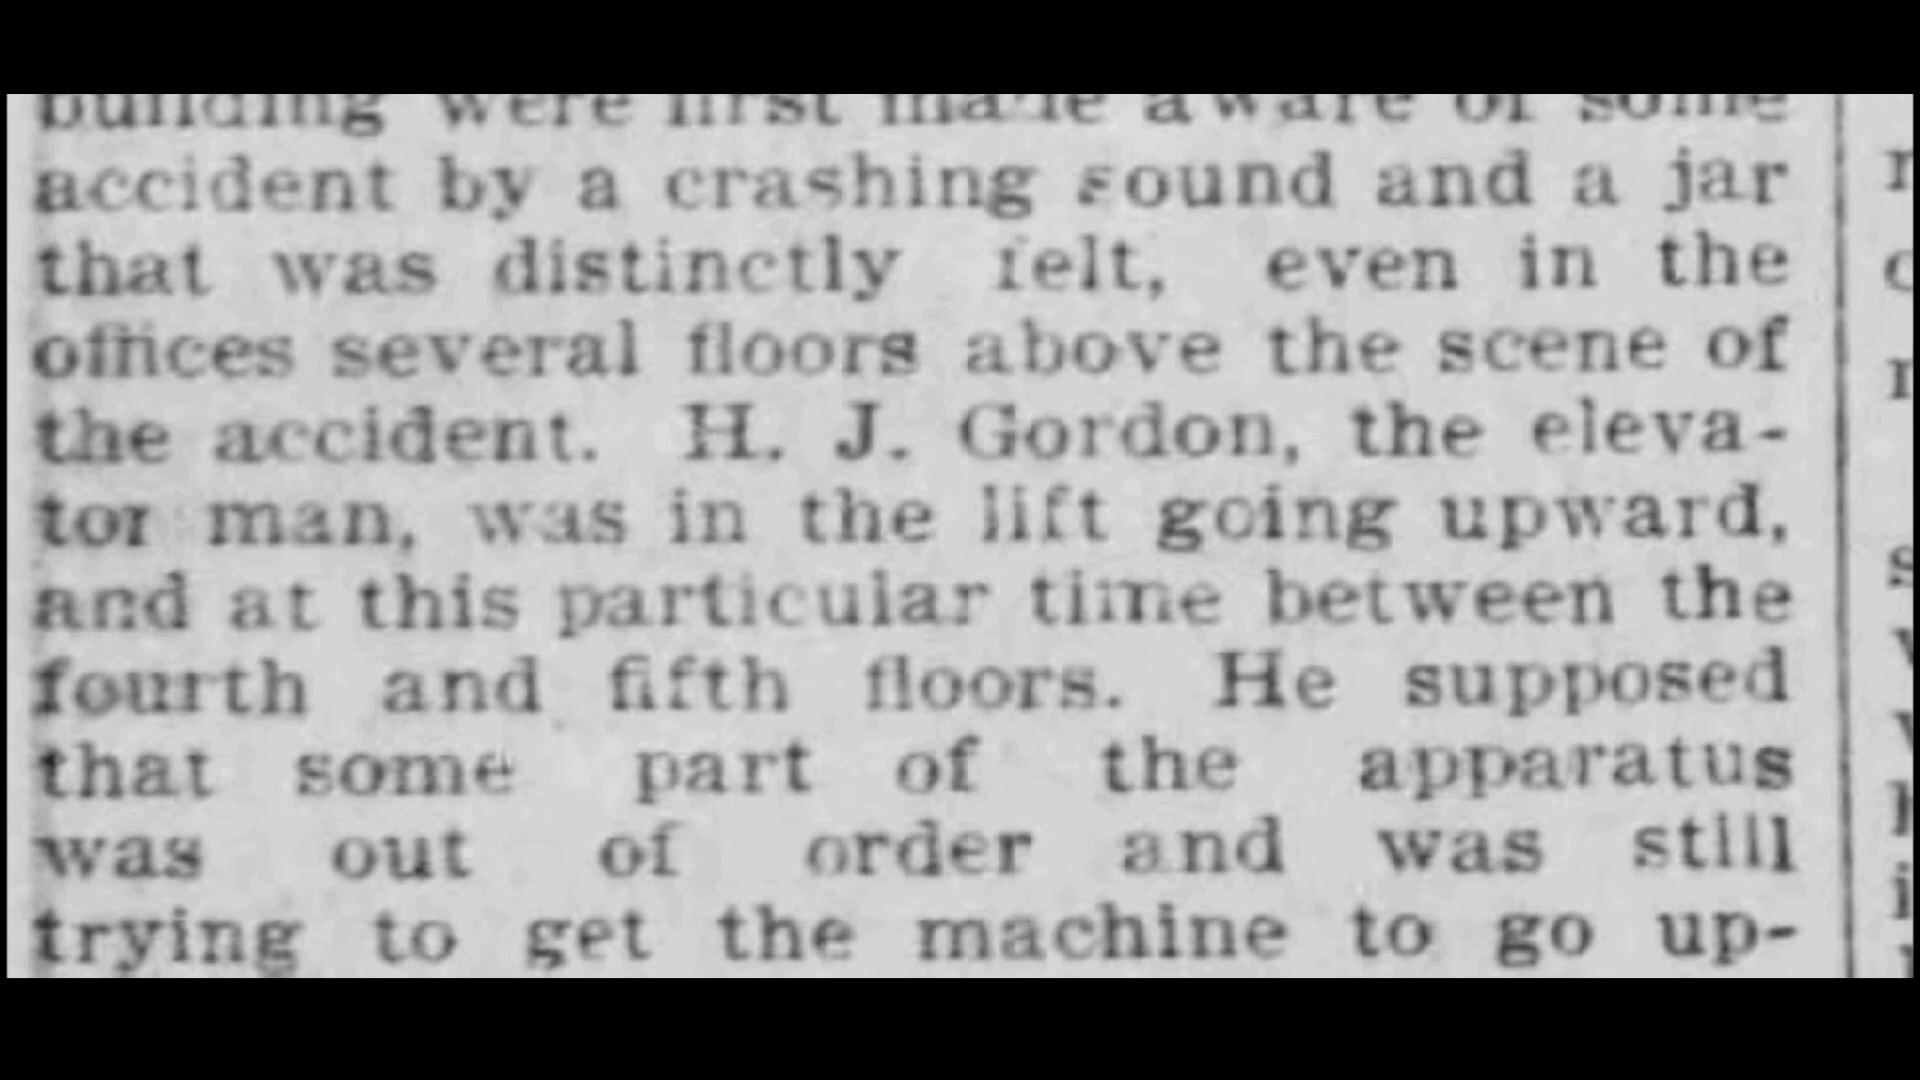 building were first made aware of some
accident by a crashing sound and a jar
that was distinctly felt, even in the
offices several floors above the scene of
the accident. H. J. Gordon, the eleva-
tor man, was in the lift going upward,
and at this particular time between the
fourth and fifth floors. He supposed
that some part of the apparatus
was out of order and was still
trying to get the machine to go up-